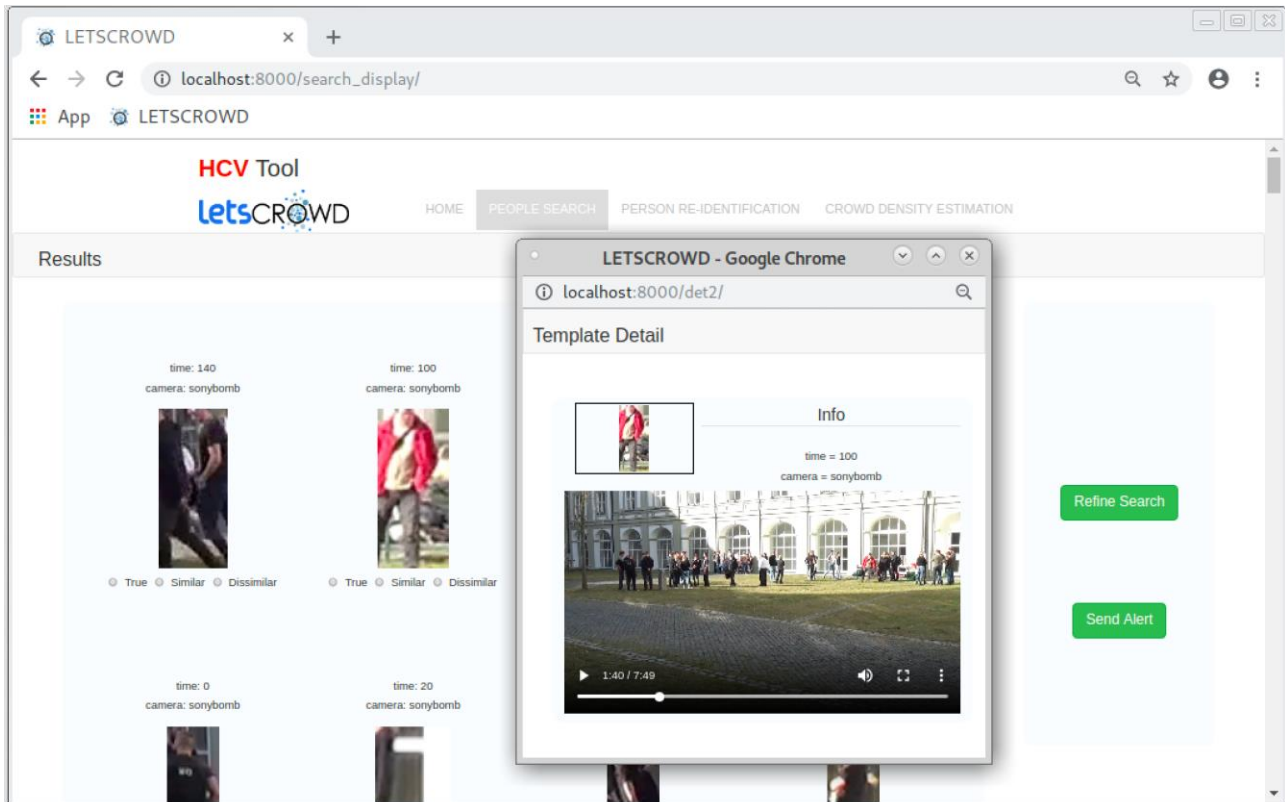 LETSCROWD
localhost:8000/search_display/
App LETSCROWD
HCV Tool
letsCROWD
HOME PEOPLE SEARCH PERSON RE-IDENTIFICATION CROWD DENSITY ESTIMATION
Results
time: 140
camera: sonybomb
True Similar Dissimilar
time: 100
camera: sonybomb
True Similar Dissimilar
time: 0
camera: sonybomb
time: 20
camera: sonybomb
LETSCROWD - Google Chrome
localhost:8000/det2/
Template Detail
Info
time = 100
camera = sonybomb
1:40 / 7:49
Refine Search
Send Alert